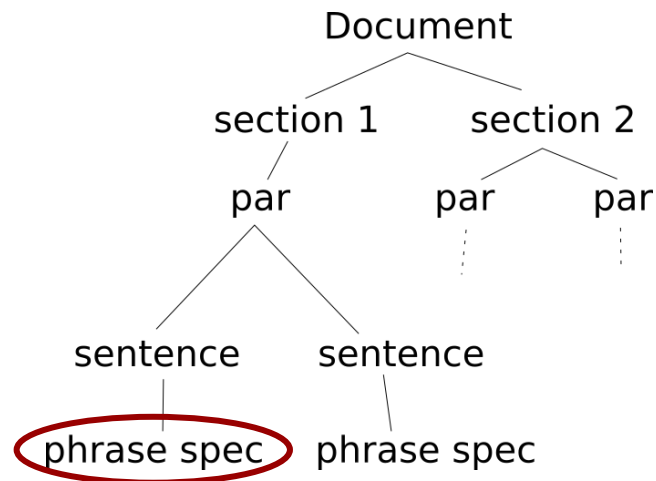 Document
section 1 section 2
par par par
sentence sentence
phrase spec phrase spec